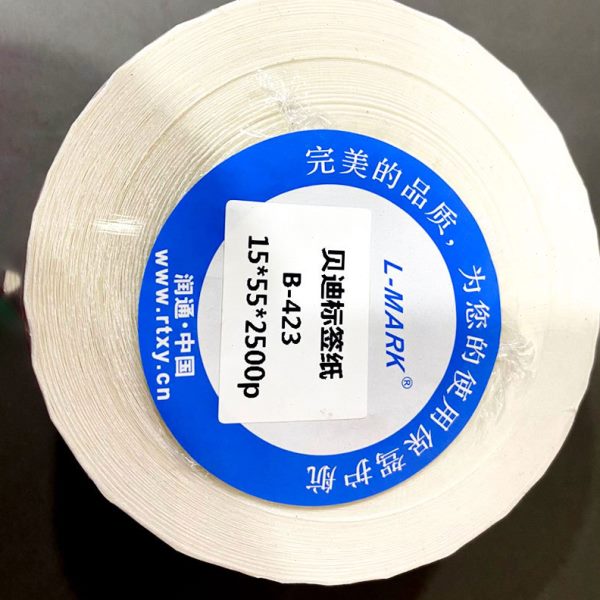 完美的品质，为您的使用保驾护航
L-MARK®
贝迪标签纸
B-423
15*55*2500p
润通·中国
www.rtxy.cn